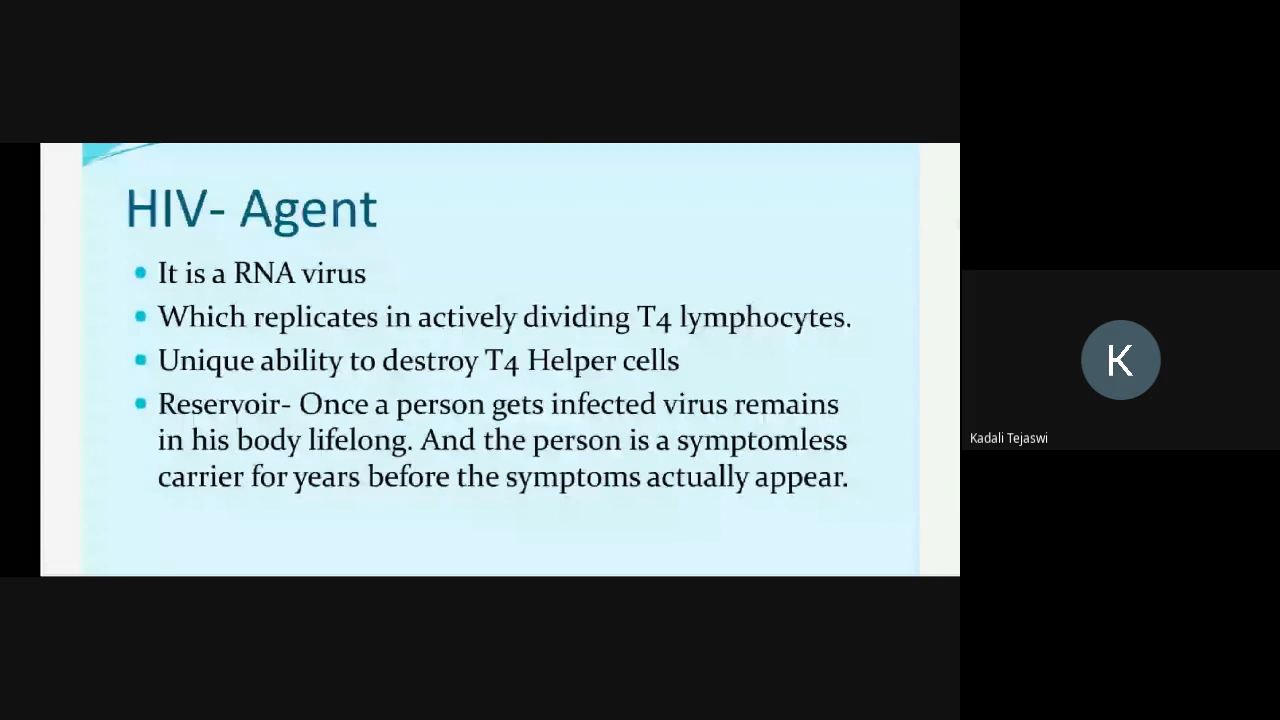 HIV- Agent
It is a RNA virus
Which replicates in actively dividing T4 lymphocytes.
Unique ability to destroy T4 Helper cells
Reservoir- Once a person gets infected virus remains
in his body lifelong. And the person is a symptomless
carrier for years before the symptoms actually appear.
K
Kadali Tejaswi